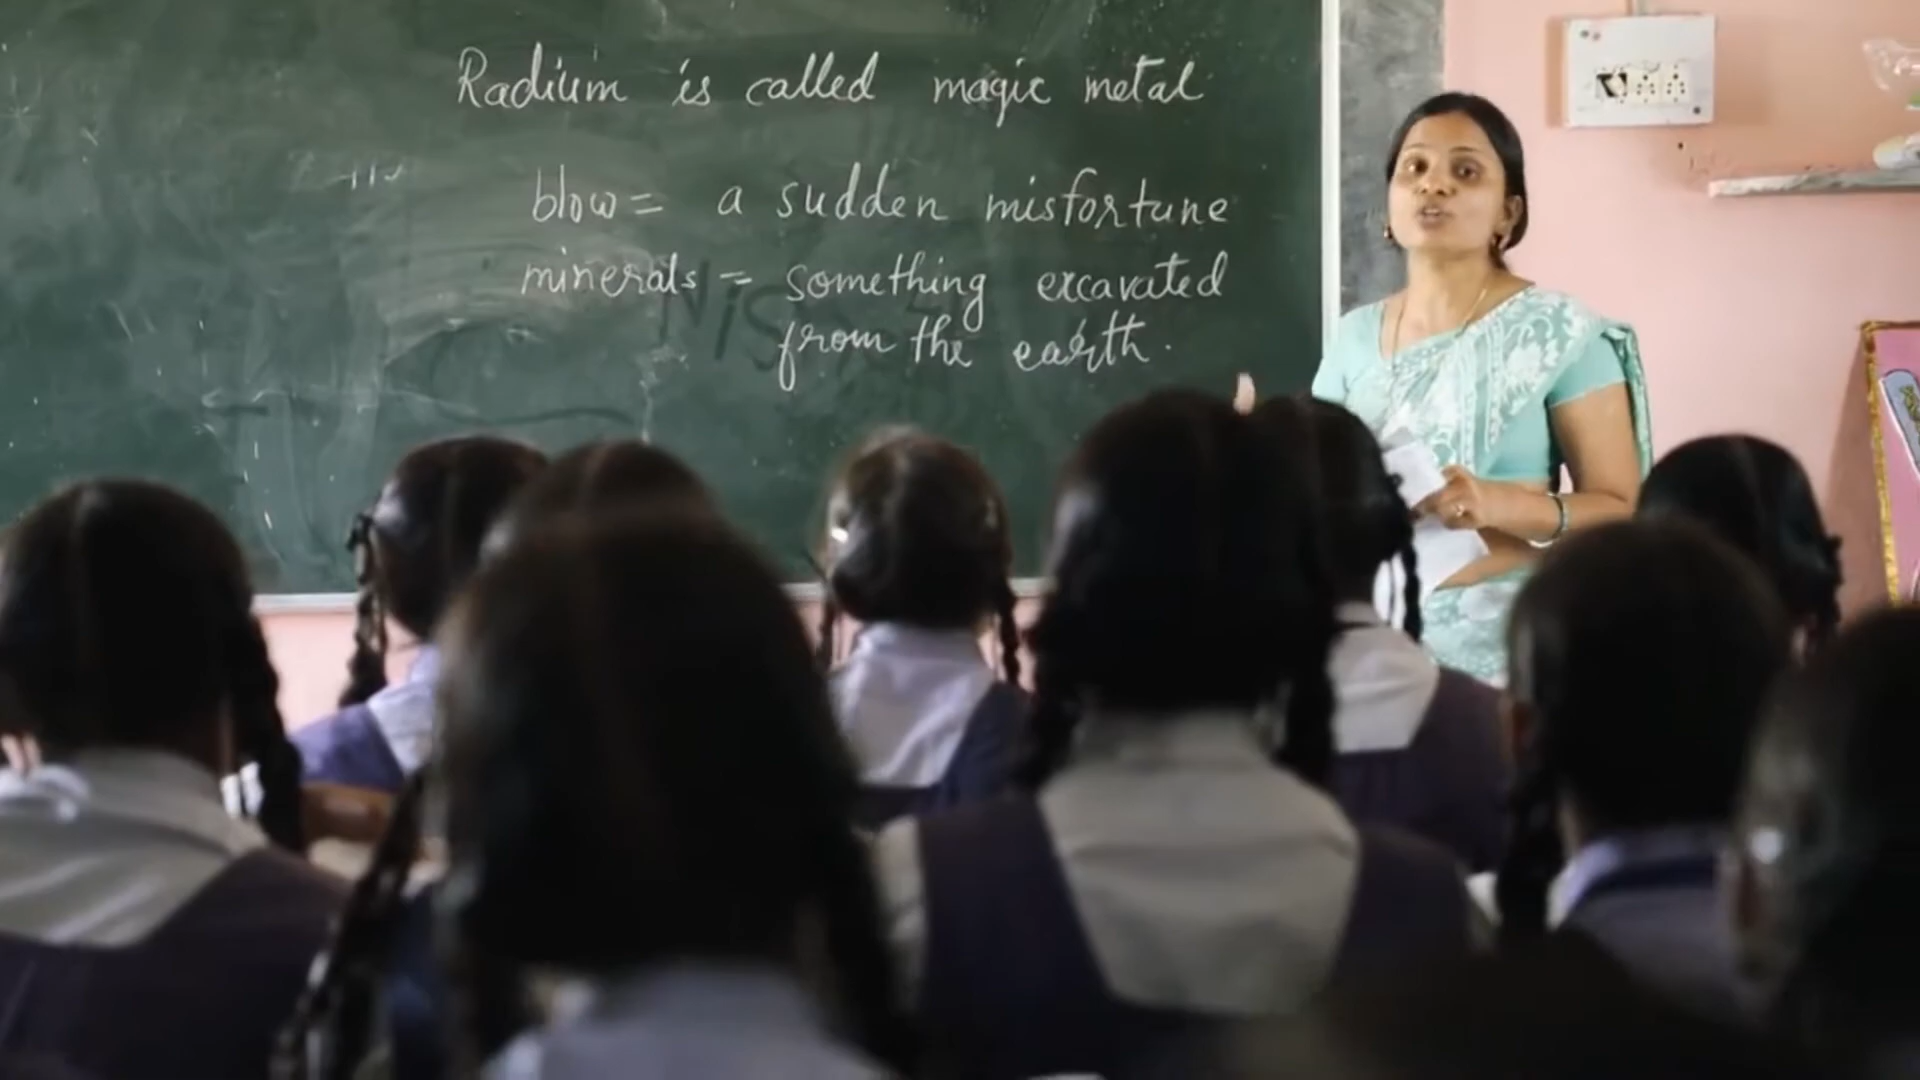 Radium is called magic metal
blow = a sudden misfortune
minerals = something excavated
from the earth.